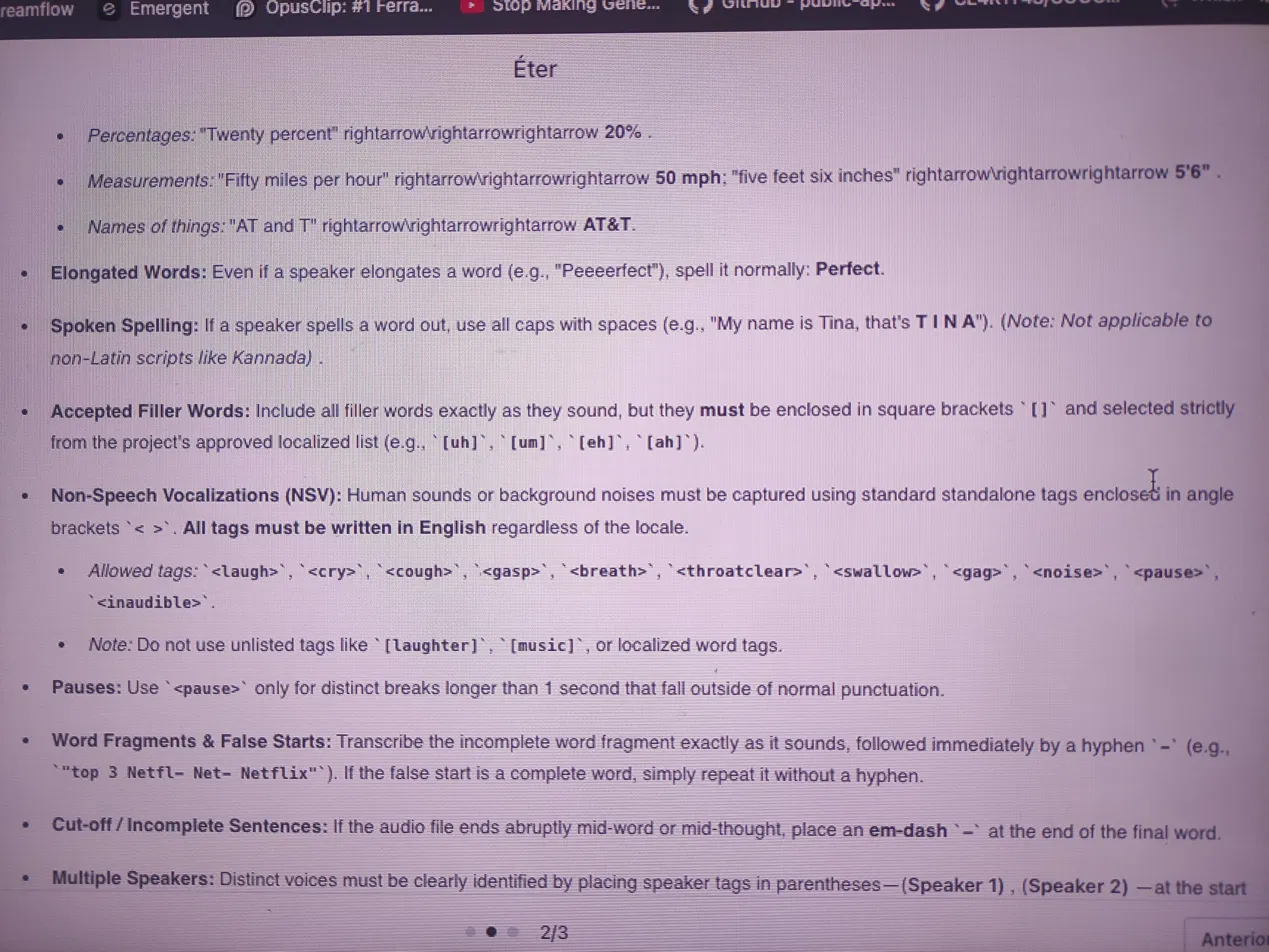 reamflow Emergent OpusClip: #1 Ferra... Stop Making Gene... GitHub - public-ap...
Éter
• Percentages: "Twenty percent" rightarrow\rightarrowrightarrow 20% .
• Measurements: "Fifty miles per hour" rightarrow\rightarrowrightarrow 50 mph; "five feet six inches" rightarrow\rightarrowrightarrow 5'6" .
• Names of things: "AT and T" rightarrow\rightarrowrightarrow AT&T.
• Elongated Words: Even if a speaker elongates a word (e.g., "Peeeerfect"), spell it normally: Perfect.
• Spoken Spelling: If a speaker spells a word out, use all caps with spaces (e.g., "My name is Tina, that's T I N A"). (Note: Not applicable to
non-Latin scripts like Kannada) .
• Accepted Filler Words: Include all filler words exactly as they sound, but they must be enclosed in square brackets `[]` and selected strictly
from the project's approved localized list (e.g., `[uh]`, `[um]`, `[eh]`, `[ah]`).
• Non-Speech Vocalizations (NSV): Human sounds or background noises must be captured using standard standalone tags enclosed in angle
brackets `< >`. All tags must be written in English regardless of the locale.
• Allowed tags: `<laugh>`, `<cry>`, `<cough>`, `<gasp>`, `<breath>`, `<throatclear>`, `<swallow>`, `<gag>`, `<noise>`, `<pause>`,
`<inaudible>`.
• Note: Do not use unlisted tags like `[laughter]`, `[music]`, or localized word tags.
• Pauses: Use `<pause>` only for distinct breaks longer than 1 second that fall outside of normal punctuation.
• Word Fragments & False Starts: Transcribe the incomplete word fragment exactly as it sounds, followed immediately by a hyphen `-` (e.g.,
`"top 3 Netfl- Net- Netflix"`). If the false start is a complete word, simply repeat it without a hyphen.
• Cut-off / Incomplete Sentences: If the audio file ends abruptly mid-word or mid-thought, place an em-dash `—` at the end of the final word.
• Multiple Speakers: Distinct voices must be clearly identified by placing speaker tags in parentheses—(Speaker 1) , (Speaker 2) —at the start
2/3
Anterio